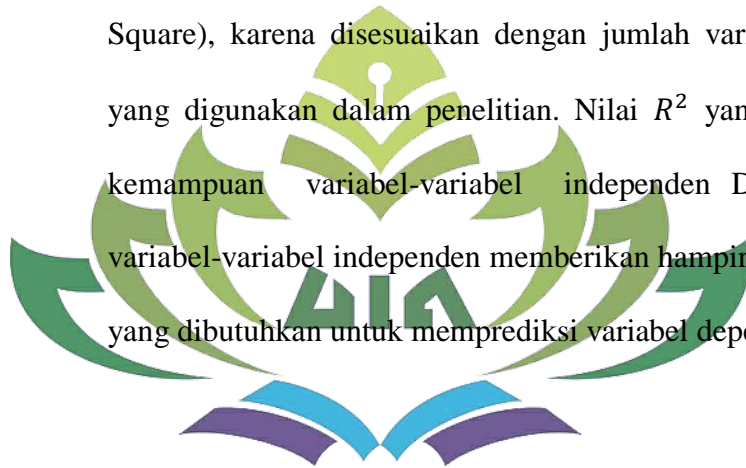 Square), karena disesuaikan dengan jumlah var
yang digunakan dalam penelitian. Nilai R² yan
kemampuan variabel-variabel independen D
variabel-variabel independen memberikan hampir
yang dibutuhkan untuk memprediksi variabel depe
UIN